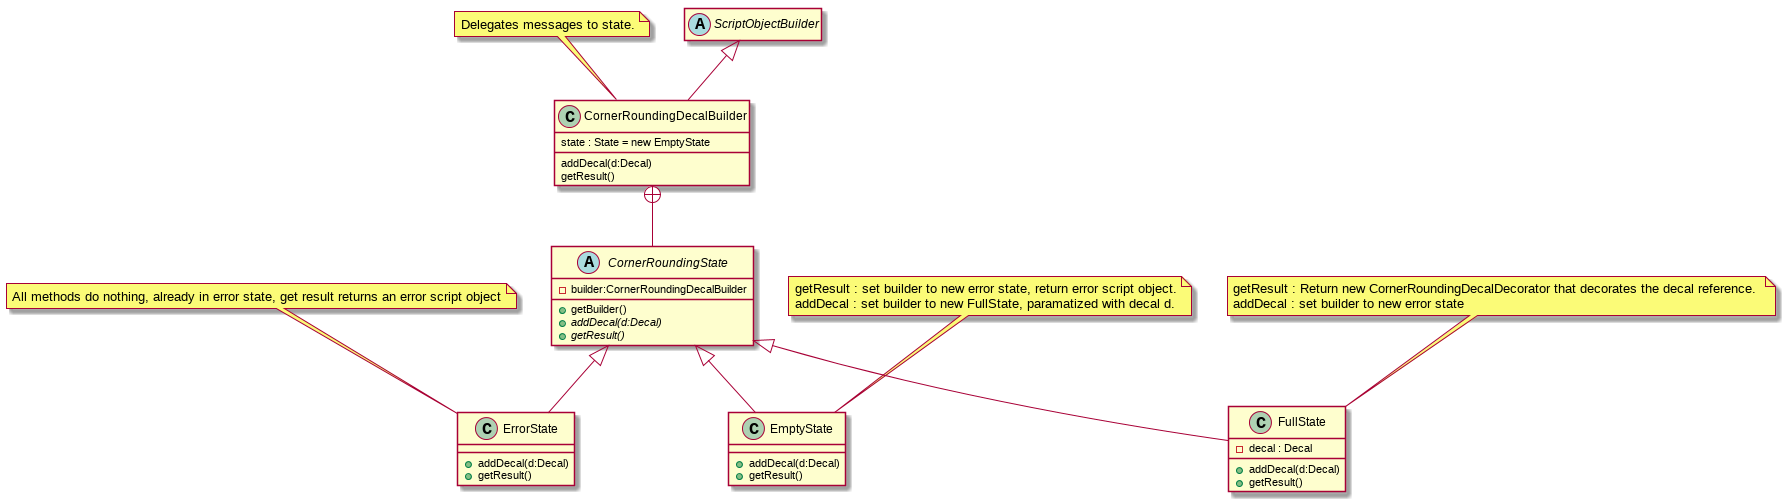 Delegates messages to state.
A ScriptObjectBuilder
C CornerRoundingDecalBuilder
state : State = new EmptyState
addDecal(d:Decal)
getResult()
A CornerRoundingState
builder:CornerRoundingDecalBuilder
getBuilder()
addDecal(d:Decal)
getResult()
All methods do nothing, already in error state, get result returns an error script object
getResult : set builder to new error state, return error script object.
addDecal : set builder to new FullState, paramatized with decal d.
getResult : Return new CornerRoundingDecalDecorator that decorates the decal reference.
addDecal : set builder to new error state
C ErrorState
addDecal(d:Decal)
getResult()
C EmptyState
addDecal(d:Decal)
getResult()
C FullState
decal : Decal
addDecal(d:Decal)
getResult()